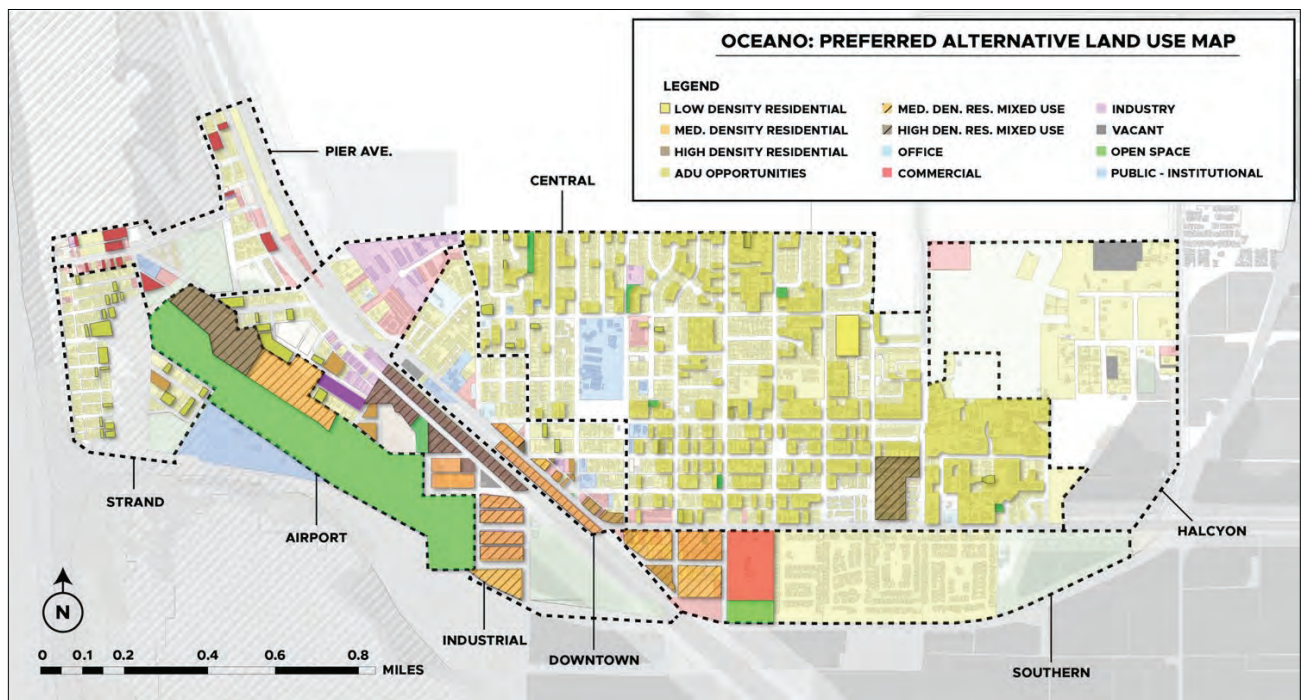 OCEANO: PREFERRED ALTERNATIVE LAND USE MAP
LEGEND
LOW DENSITY RESIDENTIAL
MED. DENSITY RESIDENTIAL
HIGH DENSITY RESIDENTIAL
ADU OPPORTUNITIES
MED. DEN. RES. MIXED USE
HIGH DEN. RES. MIXED USE
OFFICE
COMMERCIAL
INDUSTRY
VACANT
OPEN SPACE
PUBLIC - INSTITUTIONAL
PIER AVE.
CENTRAL
STRAND
AIRPORT
HALCYON
INDUSTRIAL
DOWNTOWN
SOUTHERN
N
0 0.1 0.2 0.4 0.6 0.8 MILES